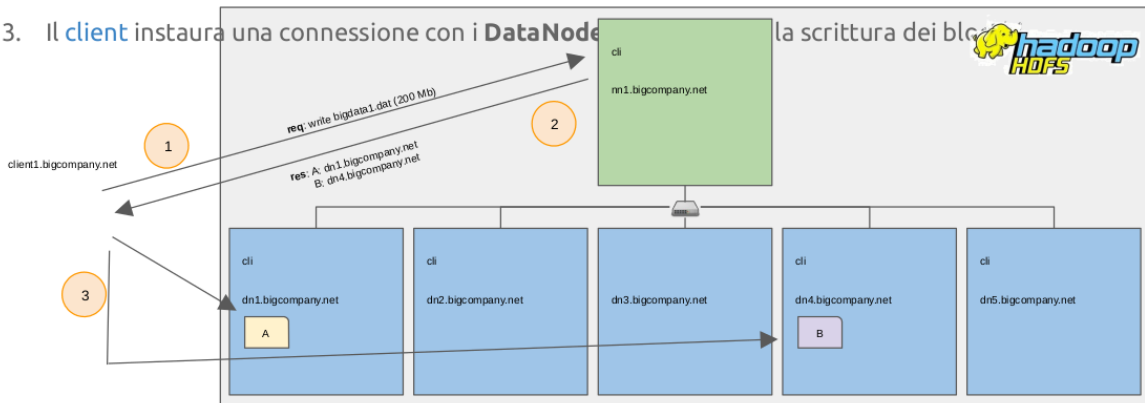 3. Il client instaura una connessione con i DataNode la scrittura dei
hadoop
HDFS
cli
nn1.bigcompany.net
req: write bigdata1.dat (200 Mb)
1
2
client1.bigcompany.net
res: A: dn1.bigcompany.net
B: dn4.bigcompany.net
3
cli
dn1.bigcompany.net
A
cli
dn2.bigcompany.net
dn3.bigcompany.net
cli
dn4.bigcompany.net
B
cli
dn5.bigcompany.net